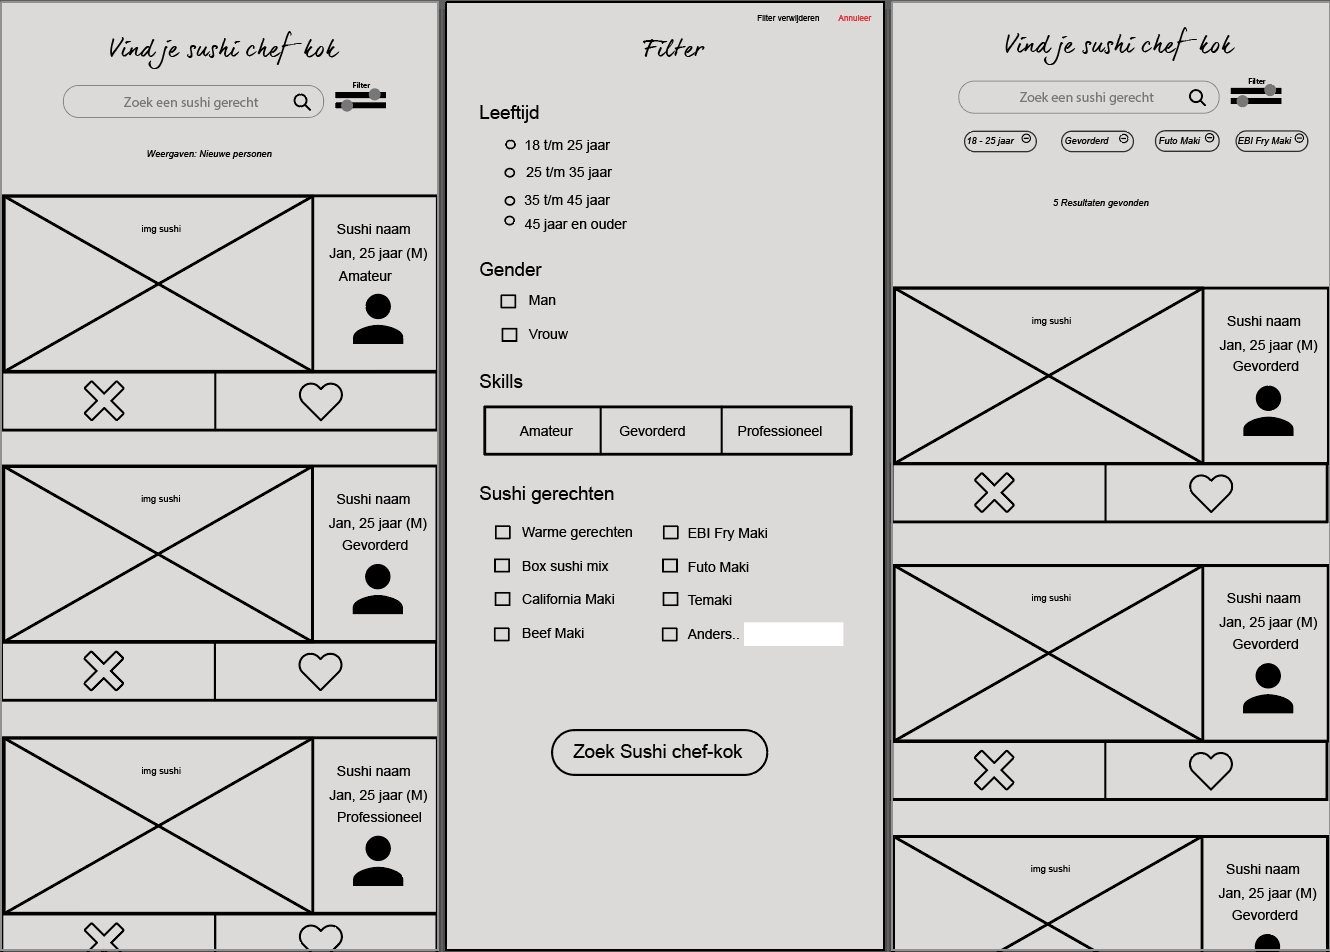 Vind je sushi chef-kok
Filter
Zoek een sushi gerecht
Weergaven: Nieuwe personen
img sushi
Sushi naam
Jan, 25 jaar (M)
Amateur
img sushi
Sushi naam
Jan, 25 jaar (M)
Gevorderd
img sushi
Sushi naam
Jan, 25 jaar (M)
Professioneel
Filter verwijderen Annuleer
Filter
Leeftijd
18 t/m 25 jaar
25 t/m 35 jaar
35 t/m 45 jaar
45 jaar en ouder
Gender
Man
Vrouw
Skills
Amateur Gevorderd Professioneel
Sushi gerechten
Warme gerechten EBI Fry Maki
Box sushi mix Futo Maki
California Maki Temaki
Beef Maki Anders..
Zoek Sushi chef-kok
Vind je sushi chef kok
Filter
Zoek een sushi gerecht
18 - 25 jaar Gevorderd Futo Maki EBI Fry Maki
5 Resultaten gevonden
img sushi
Sushi naam
Jan, 25 jaar (M)
Gevorderd
img sushi
Sushi naam
Jan, 25 jaar (M)
Gevorderd
img sushi
Sushi naam
Jan, 25 jaar (M)
Gevorderd